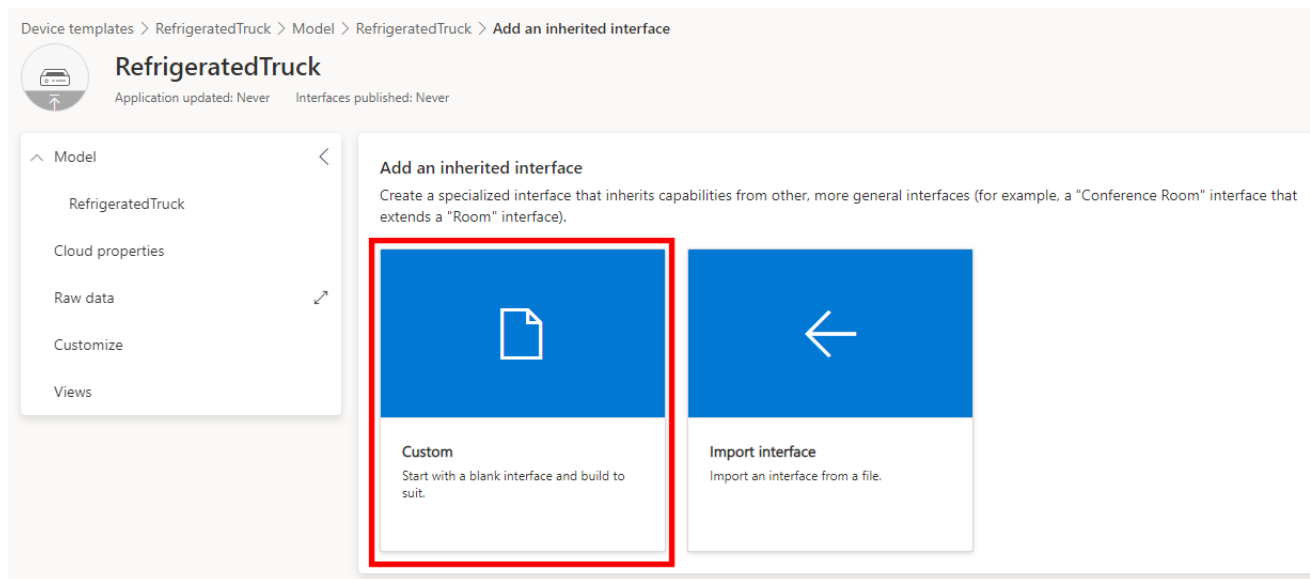 Device templates > RefrigeratedTruck > Model > RefrigeratedTruck > Add an inherited interface
RefrigeratedTruck
Application updated: Never Interfaces published: Never
Model
RefrigeratedTruck
Cloud properties
Raw data
Customize
Views
Add an inherited interface
Create a specialized interface that inherits capabilities from other, more general interfaces (for example, a "Conference Room" interface that
extends a "Room" interface).
Custom
Start with a blank interface and build to
suit.
Import interface
Import an interface from a file.